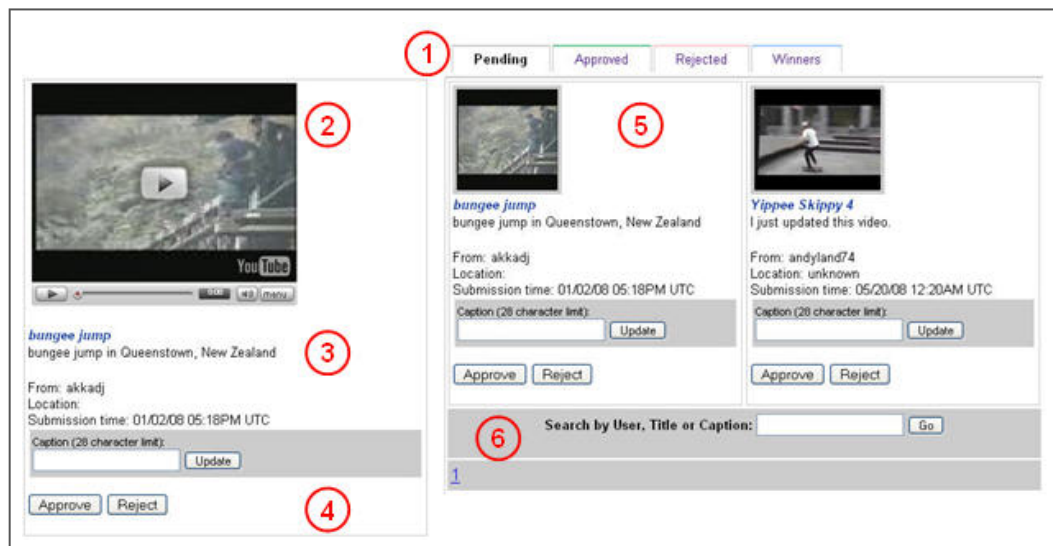 1
Pending Approved Rejected Winners
2
You Tube
0:00 menu
bungee jump
bungee jump in Queenstown, New Zealand
3
From: akkadj
Location:
Submission time: 01/02/08 05:18PM UTC
Caption (28 character limit):
Update
Approve Reject
4
5
bungee jump
bungee jump in Queenstown, New Zealand
From: akkadj
Location:
Submission time: 01/02/08 05:18PM UTC
Caption (28 character limit):
Update
Approve Reject
Yippee Skippy 4
I just updated this video.
From: andyland74
Location: unknown
Submission time: 05/20/08 12:20AM UTC
Caption (28 character limit):
Update
Approve Reject
6
Search by User, Title or Caption: Go
1